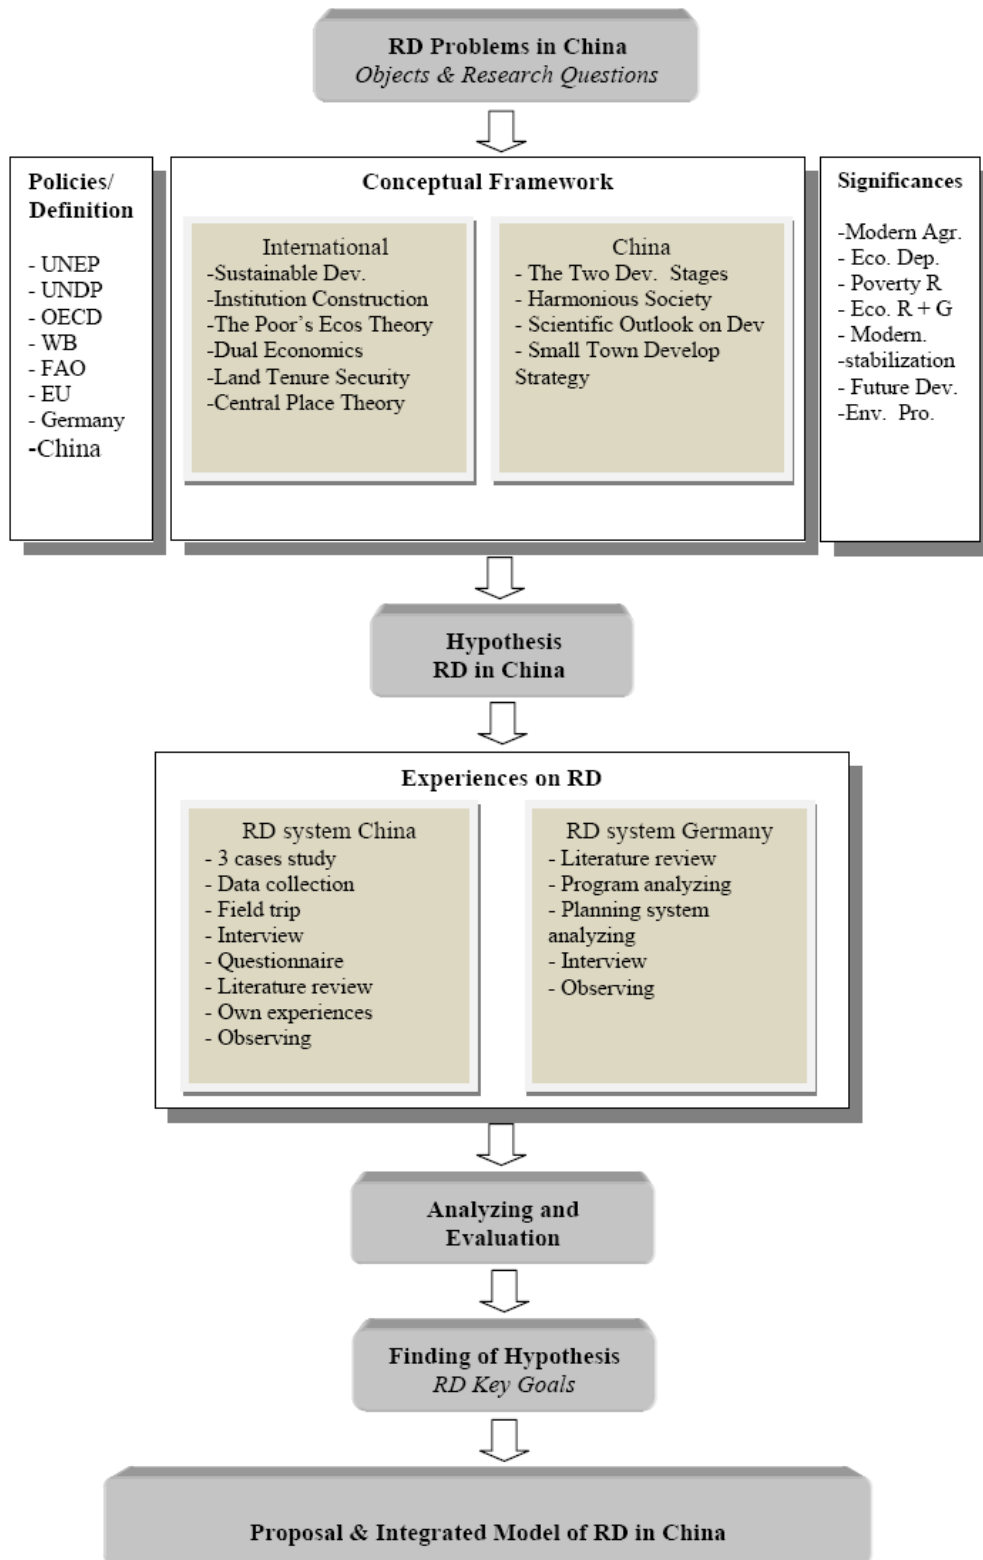 RD Problems in China
Objects & Research Questions
Policies/
Definition
- UNEP
- UNDP
- OECD
- WB
- FAO
- EU
- Germany
-China
Conceptual Framework
International
-Sustainable Dev.
-Institution Construction
-The Poor's Ecos Theory
-Dual Economics
-Land Tenure Security
-Central Place Theory
China
- The Two Dev. Stages
- Harmonious Society
- Scientific Outlook on Dev
- Small Town Develop
Strategy
Significances
-Modern Agr.
- Eco. Dep.
- Poverty R
- Eco. R + G
- Modern.
-stabilization
- Future Dev.
-Env. Pro.
Hypothesis
RD in China
Experiences on RD
RD system China
- 3 cases study
- Data collection
- Field trip
- Interview
- Questionnaire
- Literature review
- Own experiences
- Observing
RD system Germany
- Literature review
- Program analyzing
- Planning system
analyzing
- Interview
- Observing
Analyzing and
Evaluation
Finding of Hypothesis
RD Key Goals
Proposal & Integrated Model of RD in China